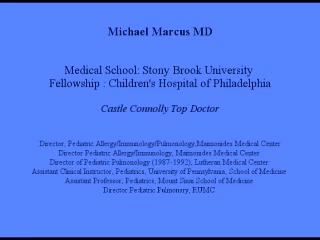 Michael Marcus MD
Medical School: Stony Brook University
Fellowship : Children's Hospital of Philadelphia
Castle Connolly Top Doctor
Director, Pediatric Allergy/Immunology/Pulmonology,Maimonides Medical Center
Director Pediatric Allergy/Immunology, Maimonides Medical Center
Director of Pediatric Pulmonology (1987-1992), Lutheran Medical Center
Assistant Clinical Instructor, Pediatrics, University of Pennsylvania, School of Medicine
Assistant Professor, Pediatrics, Mount Sinai School of Medicine
Director Pediatric Pulmonary, RUMC